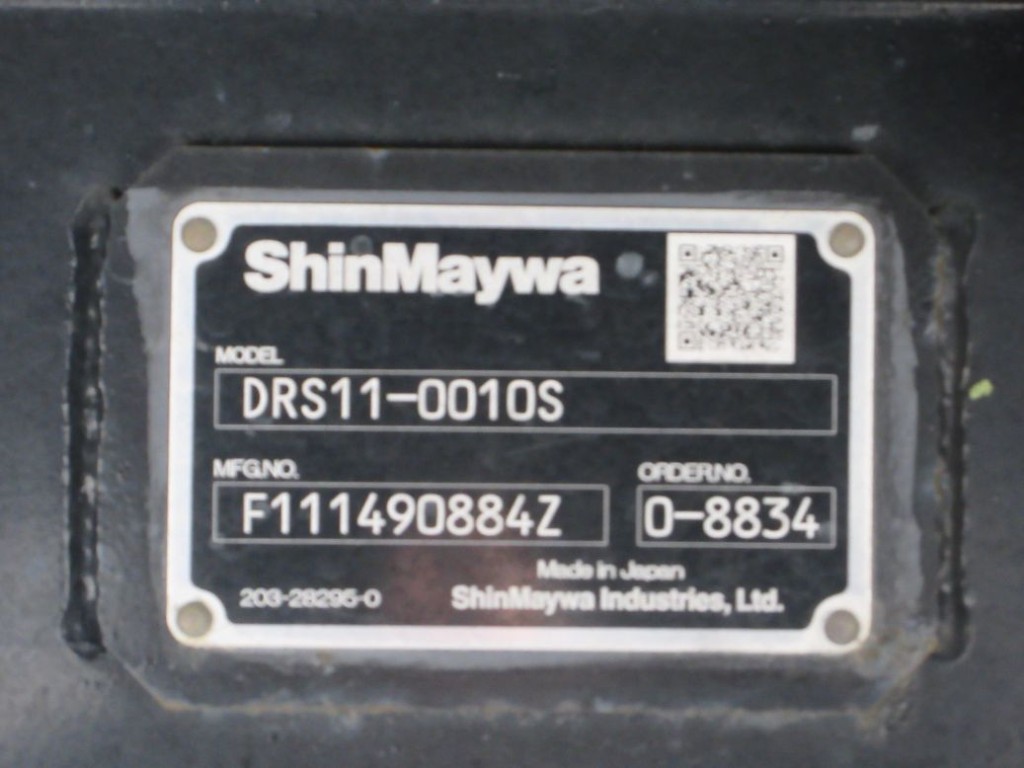 ShinMaywa
MODEL
DRS11-0010S
MFG.NO. ORDER.NO.
F111490884Z 0-8834
Made in Japan
203-28295-0 ShinMaywa Industries, Ltd.